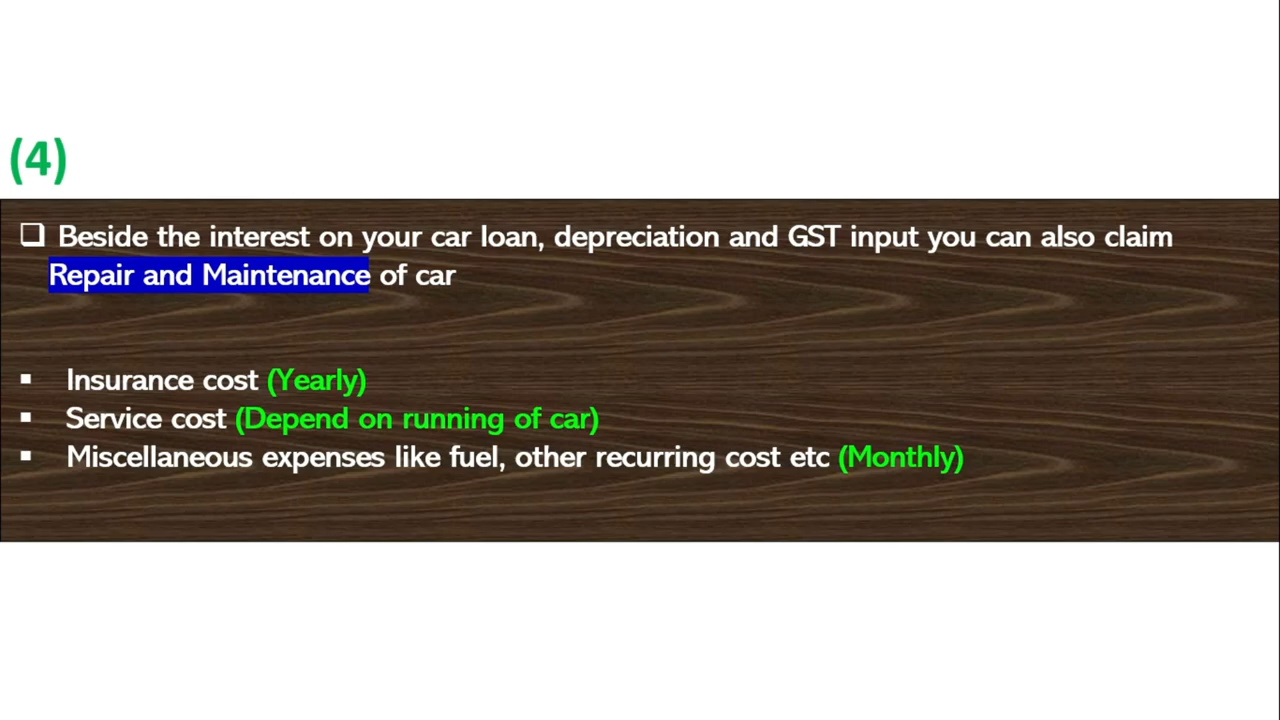 (4)
❑ Beside the interest on your car loan, depreciation and GST input you can also claim
Repair and Maintenance of car
▪ Insurance cost (Yearly)
▪ Service cost (Depend on running of car)
▪ Miscellaneous expenses like fuel, other recurring cost etc (Monthly)